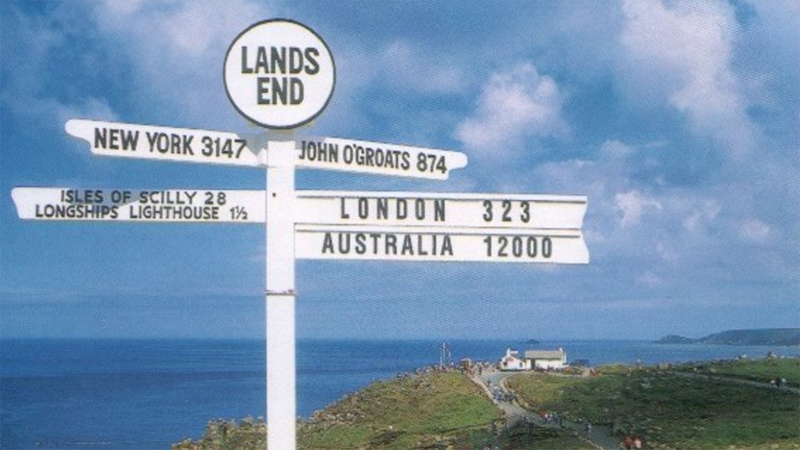 LANDS
END
NEW YORK 3147
JOHN O'GROATS 874
ISLES OF SCILLY 28
LONGSHIPS LIGHTHOUSE 1½
LONDON 323
AUSTRALIA 12000